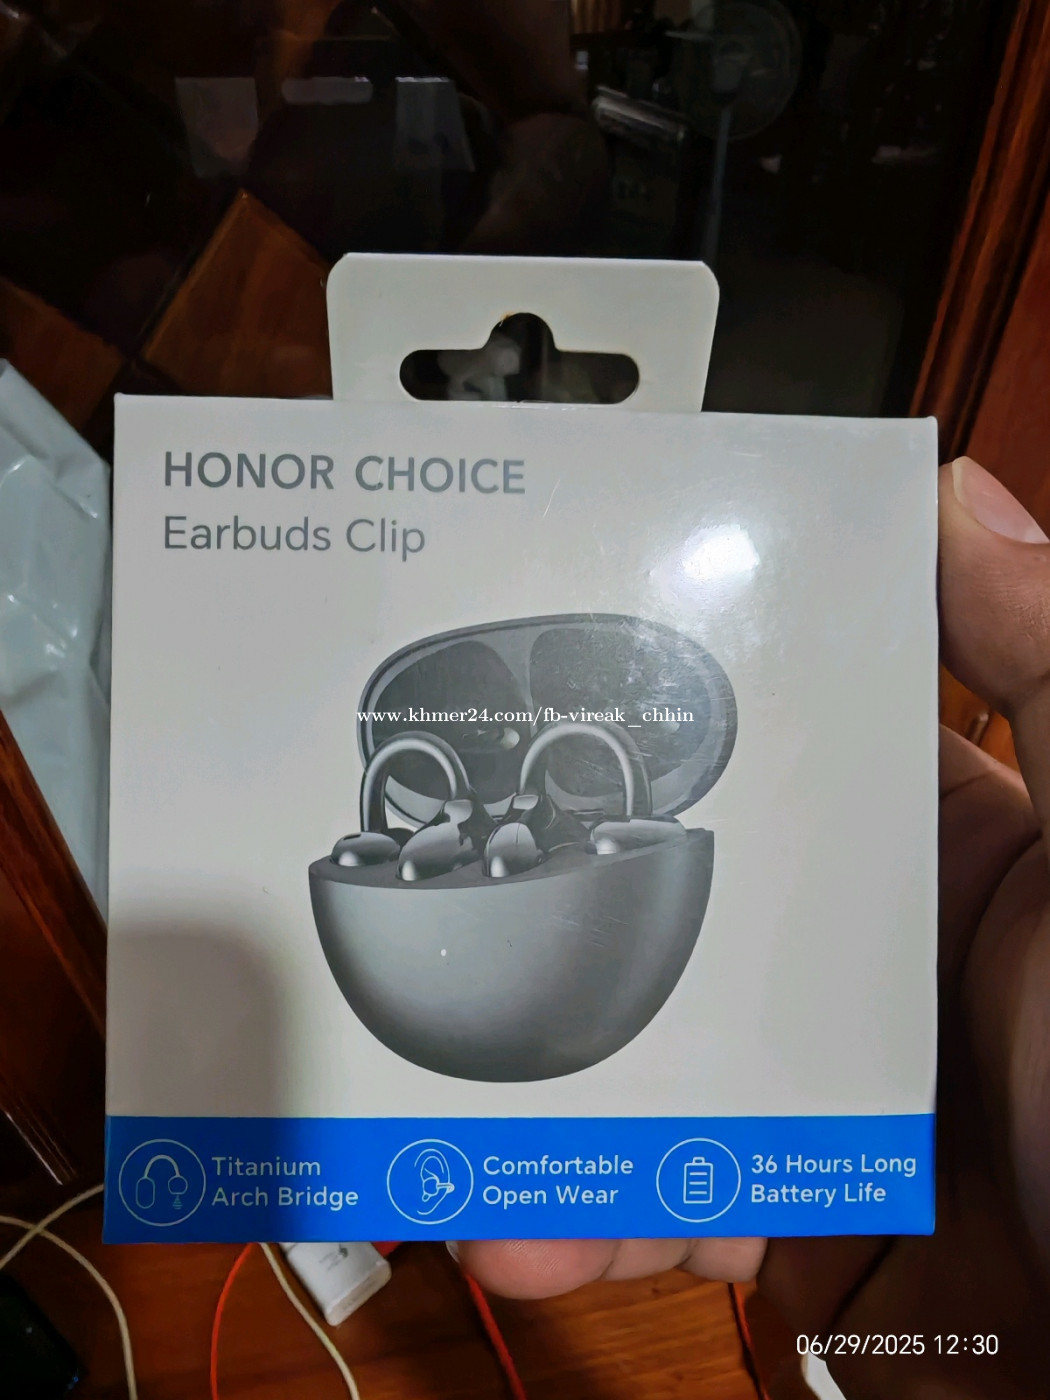 HONOR CHOICE
Earbuds Clip
www.khmer24.com/fb-vireak_chhin
Titanium
Arch Bridge
Comfortable
Open Wear
36 Hours Long
Battery Life
06/29/2025 12:30